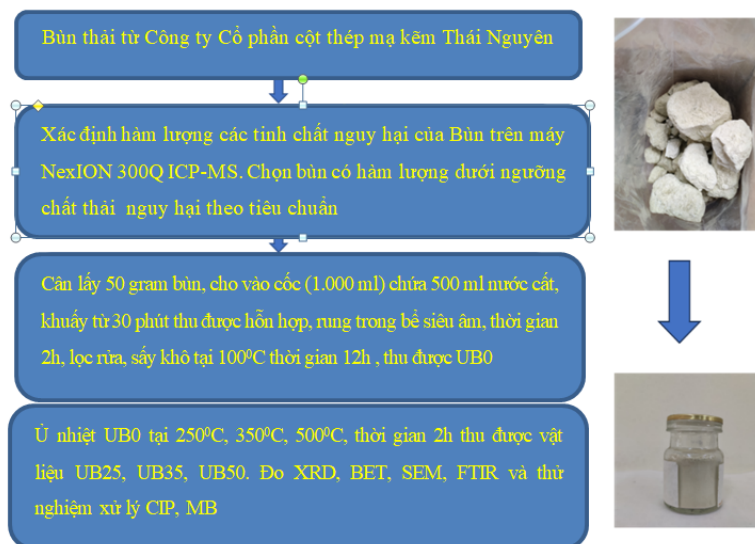 Bùn thải từ Công ty Cổ phần cột thép mạ kẽm Thái Nguyên
Xác định hàm lượng các tinh chất nguy hại của Bùn trên máy
NexION 300Q ICP-MS. Chọn bùn có hàm lượng dưới ngưỡng
chất thải nguy hại theo tiêu chuẩn
Cân lấy 50 gram bùn, cho vào cốc (1.000 ml) chứa 500 ml nước cất,
khuấy từ 30 phút thu được hỗn hợp, rung trong bể siêu âm, thời gian
2h, lọc rửa, sấy khô tại 100⁰C thời gian 12h , thu được UB0
Ủ nhiệt UB0 tại 250⁰C, 350⁰C, 500⁰C, thời gian 2h thu được vật
liệu UB25, UB35, UB50. Đo XRD, BET, SEM, FTIR và thử
nghiệm xử lý CIP, MB